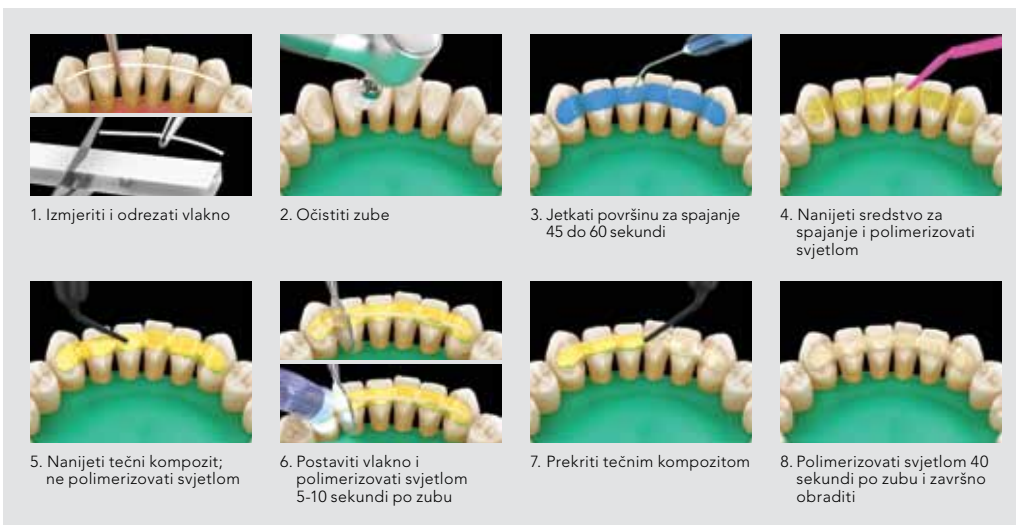 1. Izmjeriti i odrezati vlakno
2. Očistiti zube
3. Jetkati površinu za spajanje
45 do 60 sekundi
4. Nanijeti sredstvo za
spajanje i polimerizovati
svjetlom
5. Nanijeti tečni kompozit;
ne polimerizovati svjetlom
6. Postaviti vlakno i
polimerizovati svjetlom
5-10 sekundi po zubu
7. Prekriti tečnim kompozitom
8. Polimerizovati svjetlom 40
sekundi po zubu i završno
obraditi